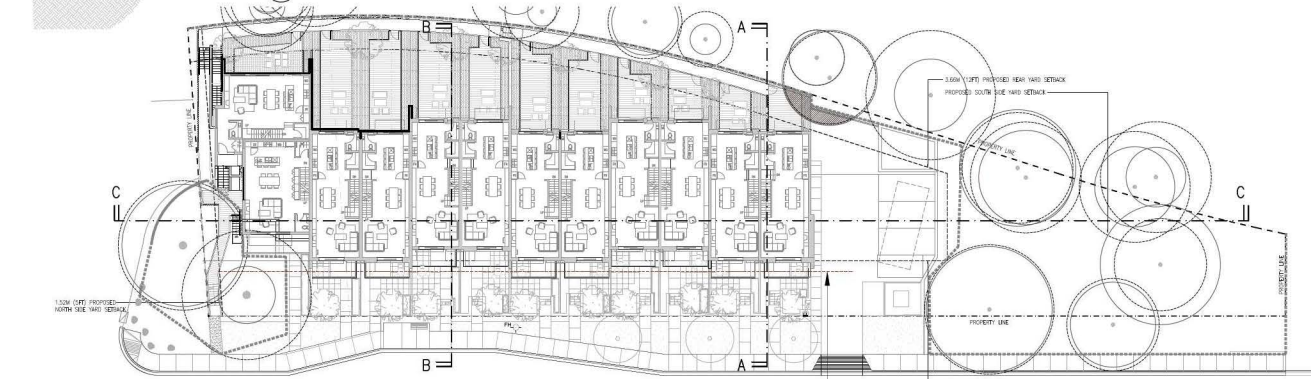 B
A
3.66M (12FT) PROPOSED REAR YARD SETBACK
PROPOSED SOUTH SIDE YARD SETBACK
PROPERTY LINE
PROPERTY LINE
C
C
PROPERTY LINE
1.52M (5FT) PROPOSED
NORTH SIDE YARD SETBACK
FH
PROPERTY LINE
B
A